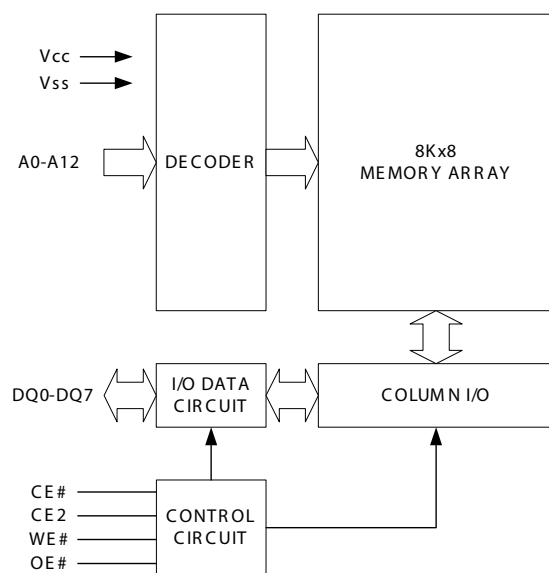 Vcc
Vss
A0-A12
DECODER
8Kx8
MEMORY ARRAY
DQ0-DQ7
I/O DATA
CIRCUIT
COLUMN I/O
CE#
CE2
WE#
OE#
CONTROL
CIRCUIT